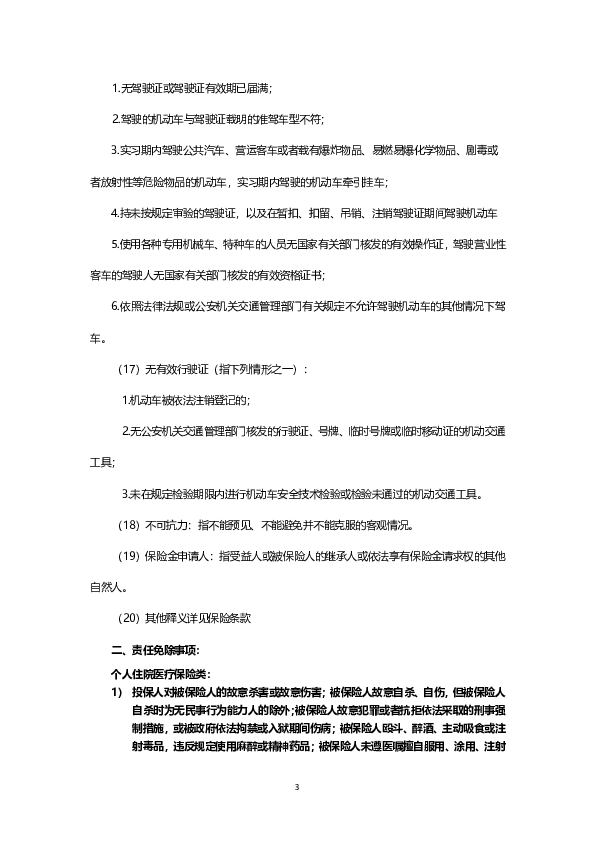 1.无驾驶证或驾驶证有效期已届满；
2.驾驶的机动车与驾驶证载明的准驾车型不符；
3.实习期内驾驶公共汽车、营运客车或者载有爆炸物品、易燃易爆化学物品、剧毒或
者放射性等危险物品的机动车，实习期内驾驶的机动车牵引挂车；
4.持未按规定审验的驾驶证，以及在暂扣、扣留、吊销、注销驾驶证期间驾驶机动车
5.使用各种专用机械车、特种车的人员无国家有关部门核发的有效操作证，驾驶营业性
客车的驾驶人无国家有关部门核发的有效资格证书；
6.依照法律法规或公安机关交通管理部门有关规定不允许驾驶机动车的其他情况下驾
车。
（17）无有效行驶证（指下列情形之一）：
1.机动车被依法注销登记的；
2.无公安机关交通管理部门核发的行驶证、号牌、临时号牌或临时移动证的机动交通
工具；
3.未在规定检验期限内进行机动车安全技术检验或检验未通过的机动交通工具。
（18）不可抗力：指不能预见、不能避免并不能克服的客观情况。
（19）保险金申请人：指受益人或被保险人的继承人或依法享有保险金请求权的其他
自然人。
（20）其他释义详见保险条款
二、责任免除事项：
个人住院医疗保险类：
1） 投保人对被保险人的故意杀害或故意伤害；被保险人故意自杀、自伤，但被保险人
自杀时为无民事行为能力人的除外；被保险人故意犯罪或者抗拒依法采取的刑事强
制措施，或被政府依法拘禁或入狱期间伤病；被保险人殴斗、醉酒、主动吸食或注
射毒品，违反规定使用麻醉或精神药品；被保险人未遵医嘱擅自服用、涂用、注射
3